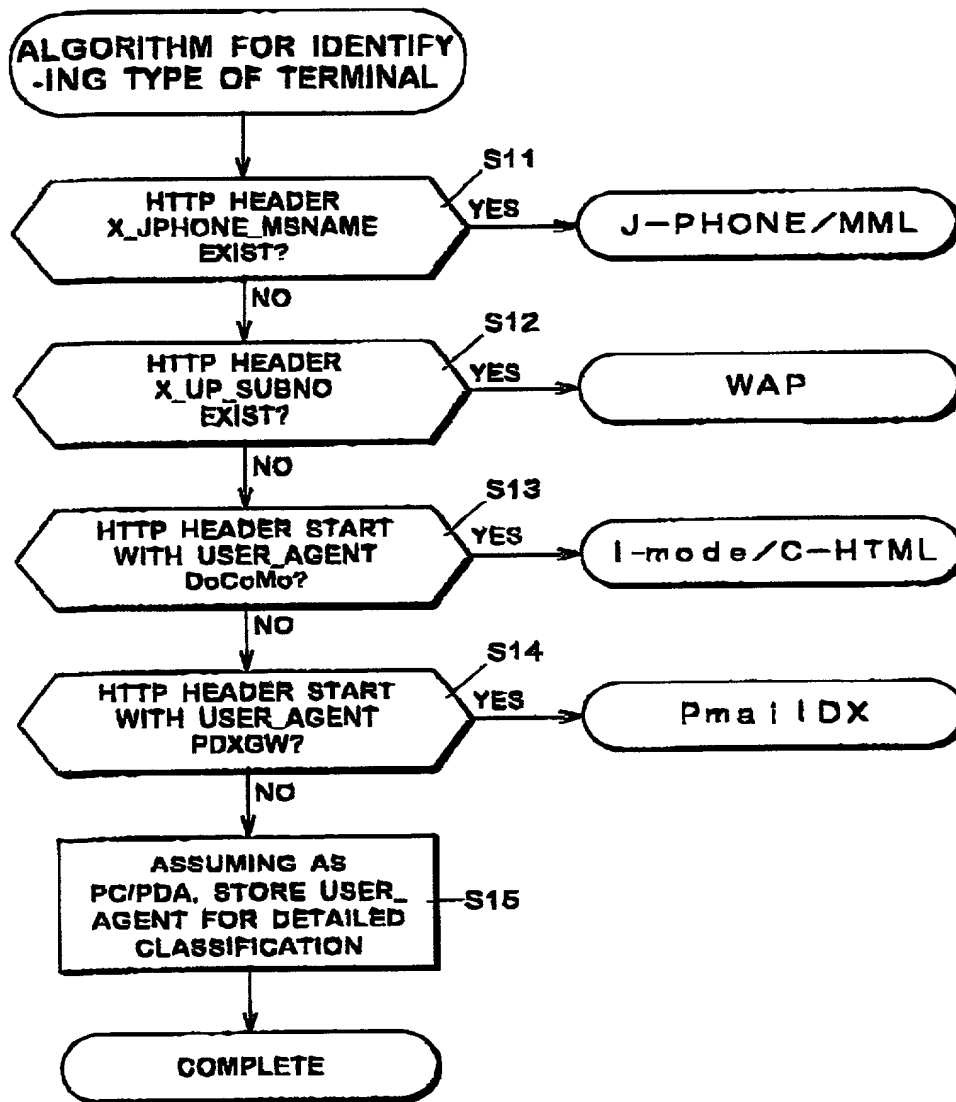 ALGORITHM FOR IDENTIFY
-ING TYPE OF TERMINAL
S11
HTTP HEADER
X_JPHONE_MSNAME
EXIST?
YES
J-PHONE/MML
NO
S12
HTTP HEADER
X_UP_SUBNO
EXIST?
YES
WAP
NO
S13
HTTP HEADER START
WITH USER_AGENT
DoCoMo?
YES
I-mode/C-HTML
NO
S14
HTTP HEADER START
WITH USER_AGENT
PDXGW?
YES
PmailDX
NO
ASSUMING AS
PC/PDA, STORE USER_
AGENT FOR DETAILED
CLASSIFICATION
S15
COMPLETE